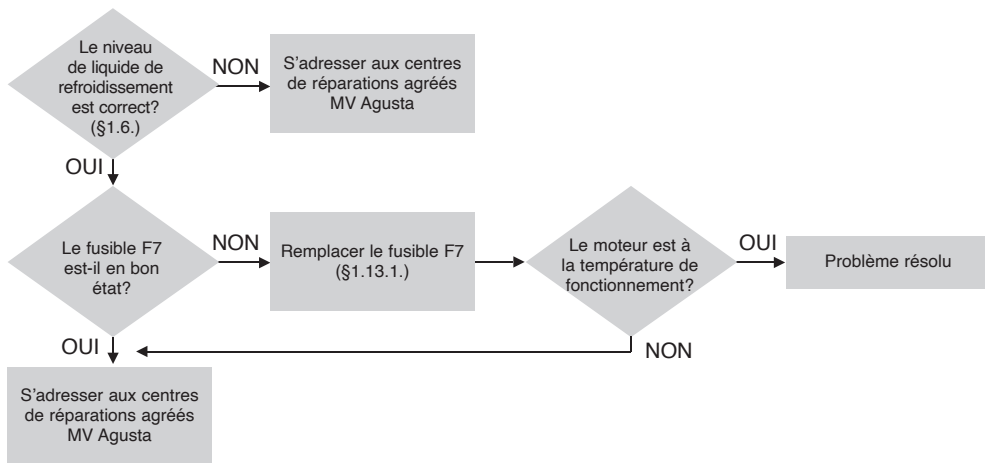 Le niveau
de liquide de
refroidissement
est correct?
(§1.6.)
NON
S'adresser aux centres
de réparations agréés
MV Agusta
OUI
Le fusible F7
est-il en bon
état?
NON
Remplacer le fusible F7
(§1.13.1.)
Le moteur est à
la température de
fonctionnement?
OUI
Problème résolu
OUI
NON
S'adresser aux centres
de réparations agréés
MV Agusta